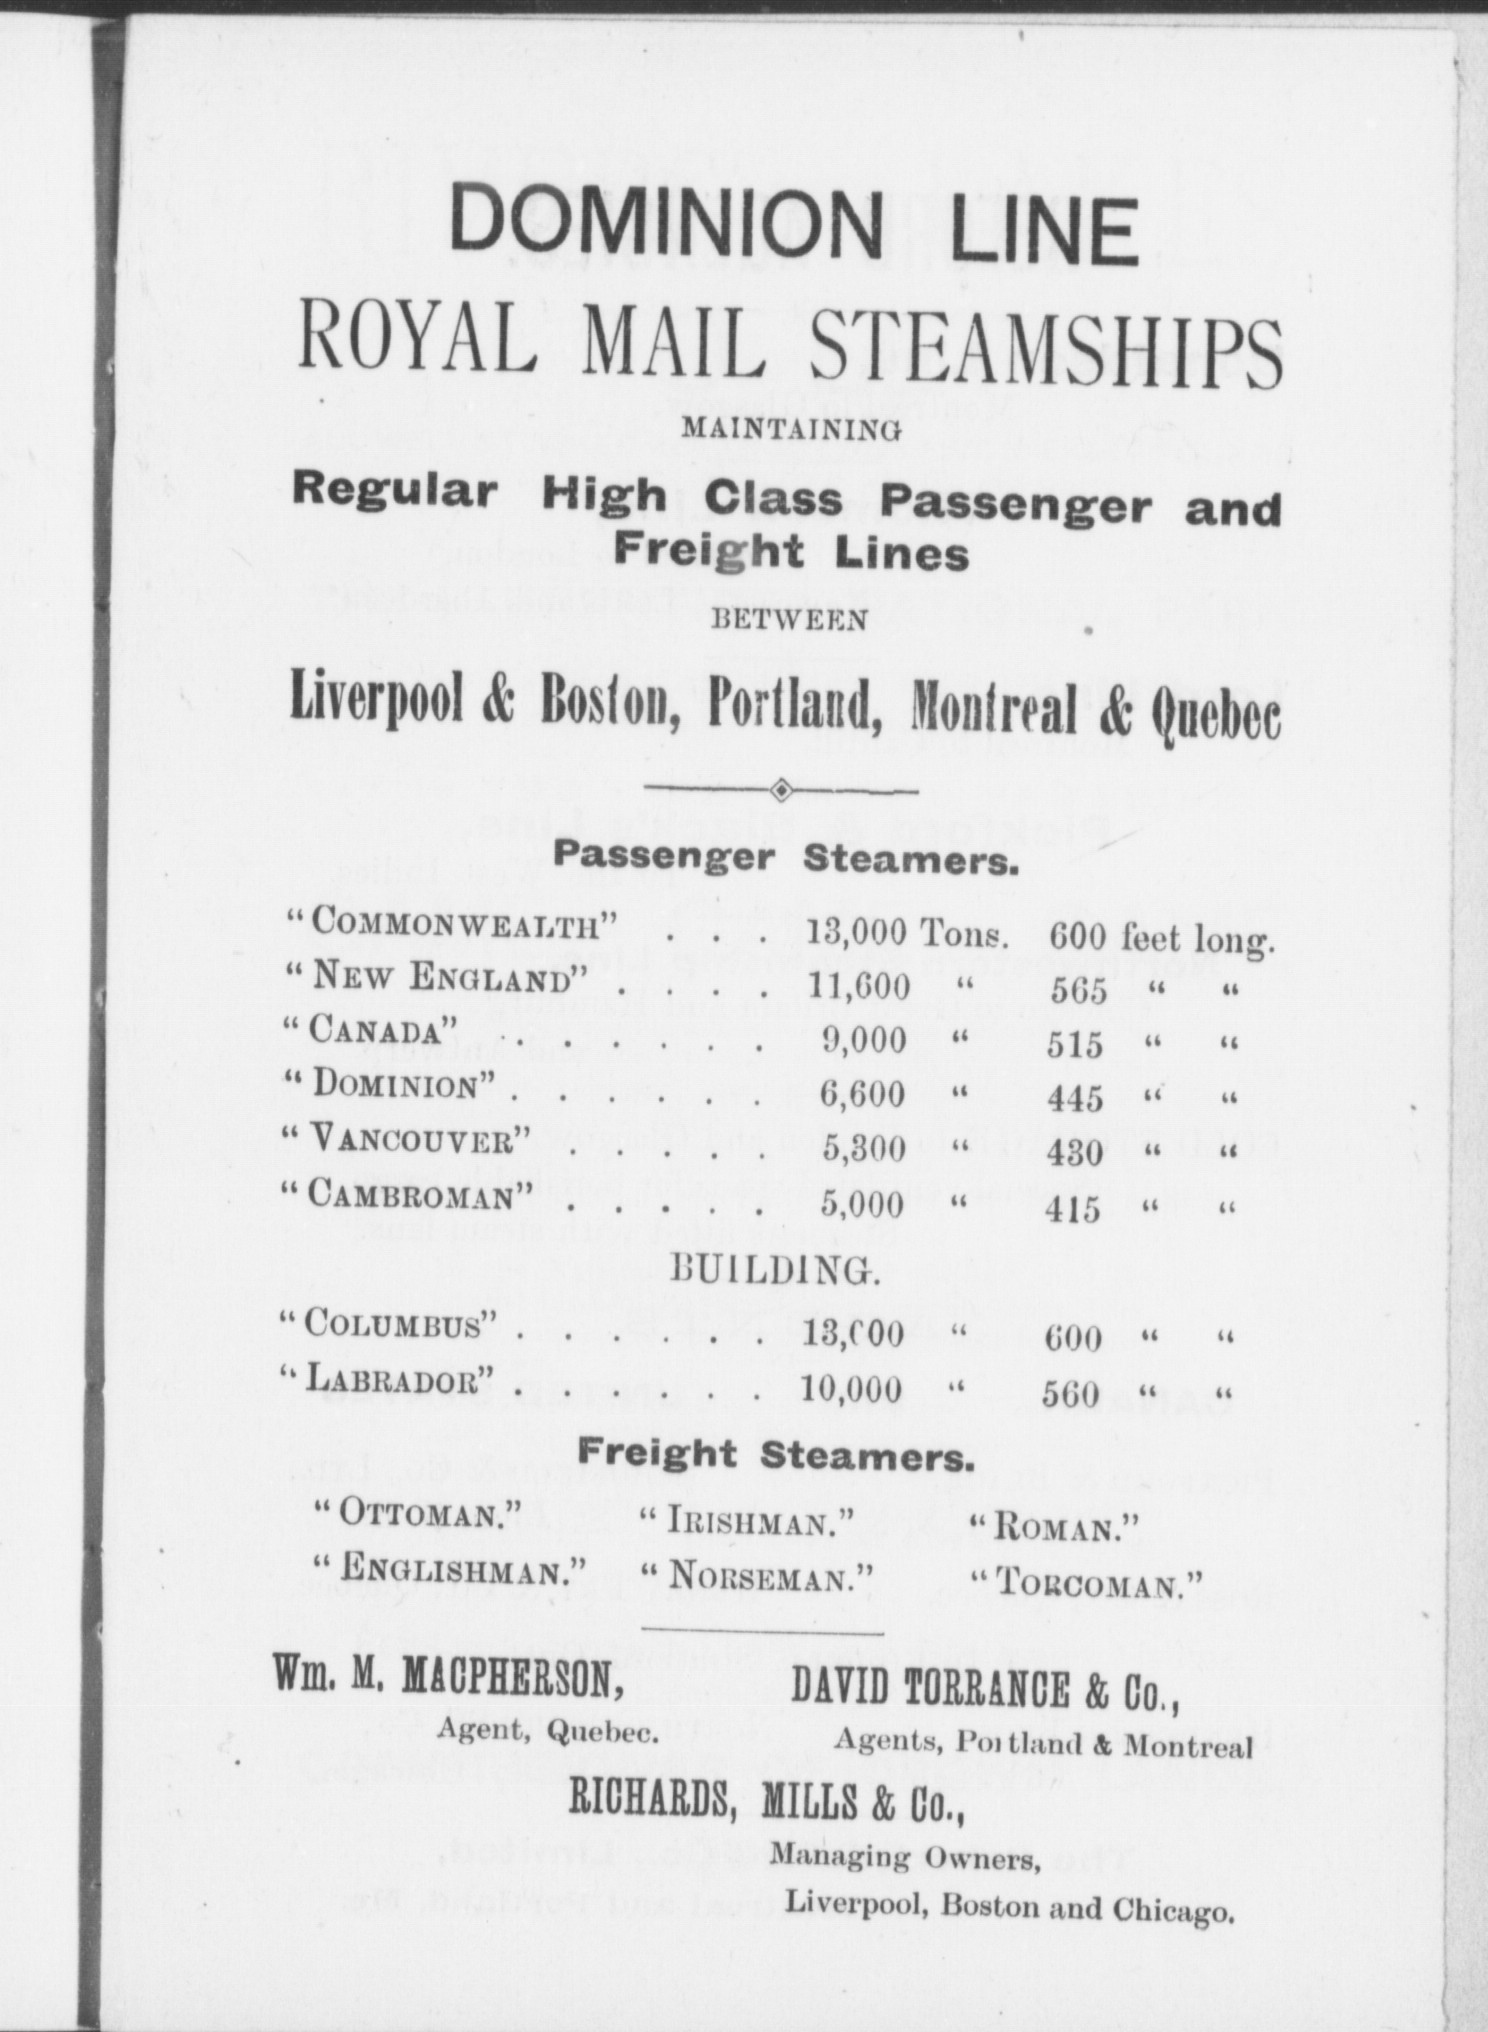 DOMINION LINE
ROYAL MAIL STEAMSHIPS
MAINTAINING
Regular High Class Passenger and
Freight Lines
BETWEEN
Liverpool & Boston, Portland, Montreal & Quebec
Passenger Steamers.
"COMMONWEALTH" . . . 13,000 Tons. 600 feet long.
"NEW ENGLAND" . . . . 11,600 " 565 " "
"CANADA" . . . . . . 9,000 " 515 " "
"DOMINION" . . . . . . 6,600 " 445 " "
"VANCOUVER" . . . . . 5,300 " 430 " "
"CAMBROMAN" . . . . . 5,000 " 415 " "
BUILDING.
"COLUMBUS" . . . . . . 13,000 " 600 " "
"LABRADOR" . . . . . . 10,000 " 560 " "
Freight Steamers.
"OTTOMAN." "IRISHMAN." "ROMAN."
"ENGLISHMAN." "NORSEMAN." "TORCOMAN."
Wm. M. MACPHERSON, DAVID TORRANCE & Co.,
Agent, Quebec. Agents, Portland & Montreal
RICHARDS, MILLS & Co.,
Managing Owners,
Liverpool, Boston and Chicago.